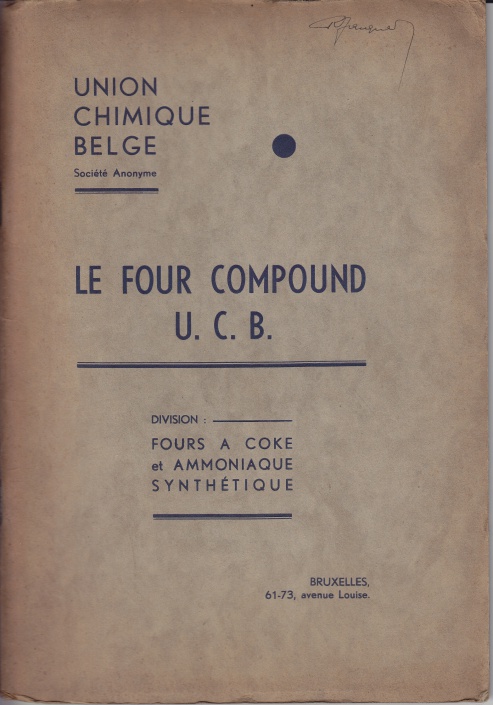 UNION
CHIMIQUE
BELGE
Société Anonyme
LE FOUR COMPOUND
U. C. B.
DIVISION :
FOURS A COKE
et AMMONIAQUE
SYNTHÉTIQUE
BRUXELLES,
61-73, avenue Louise.